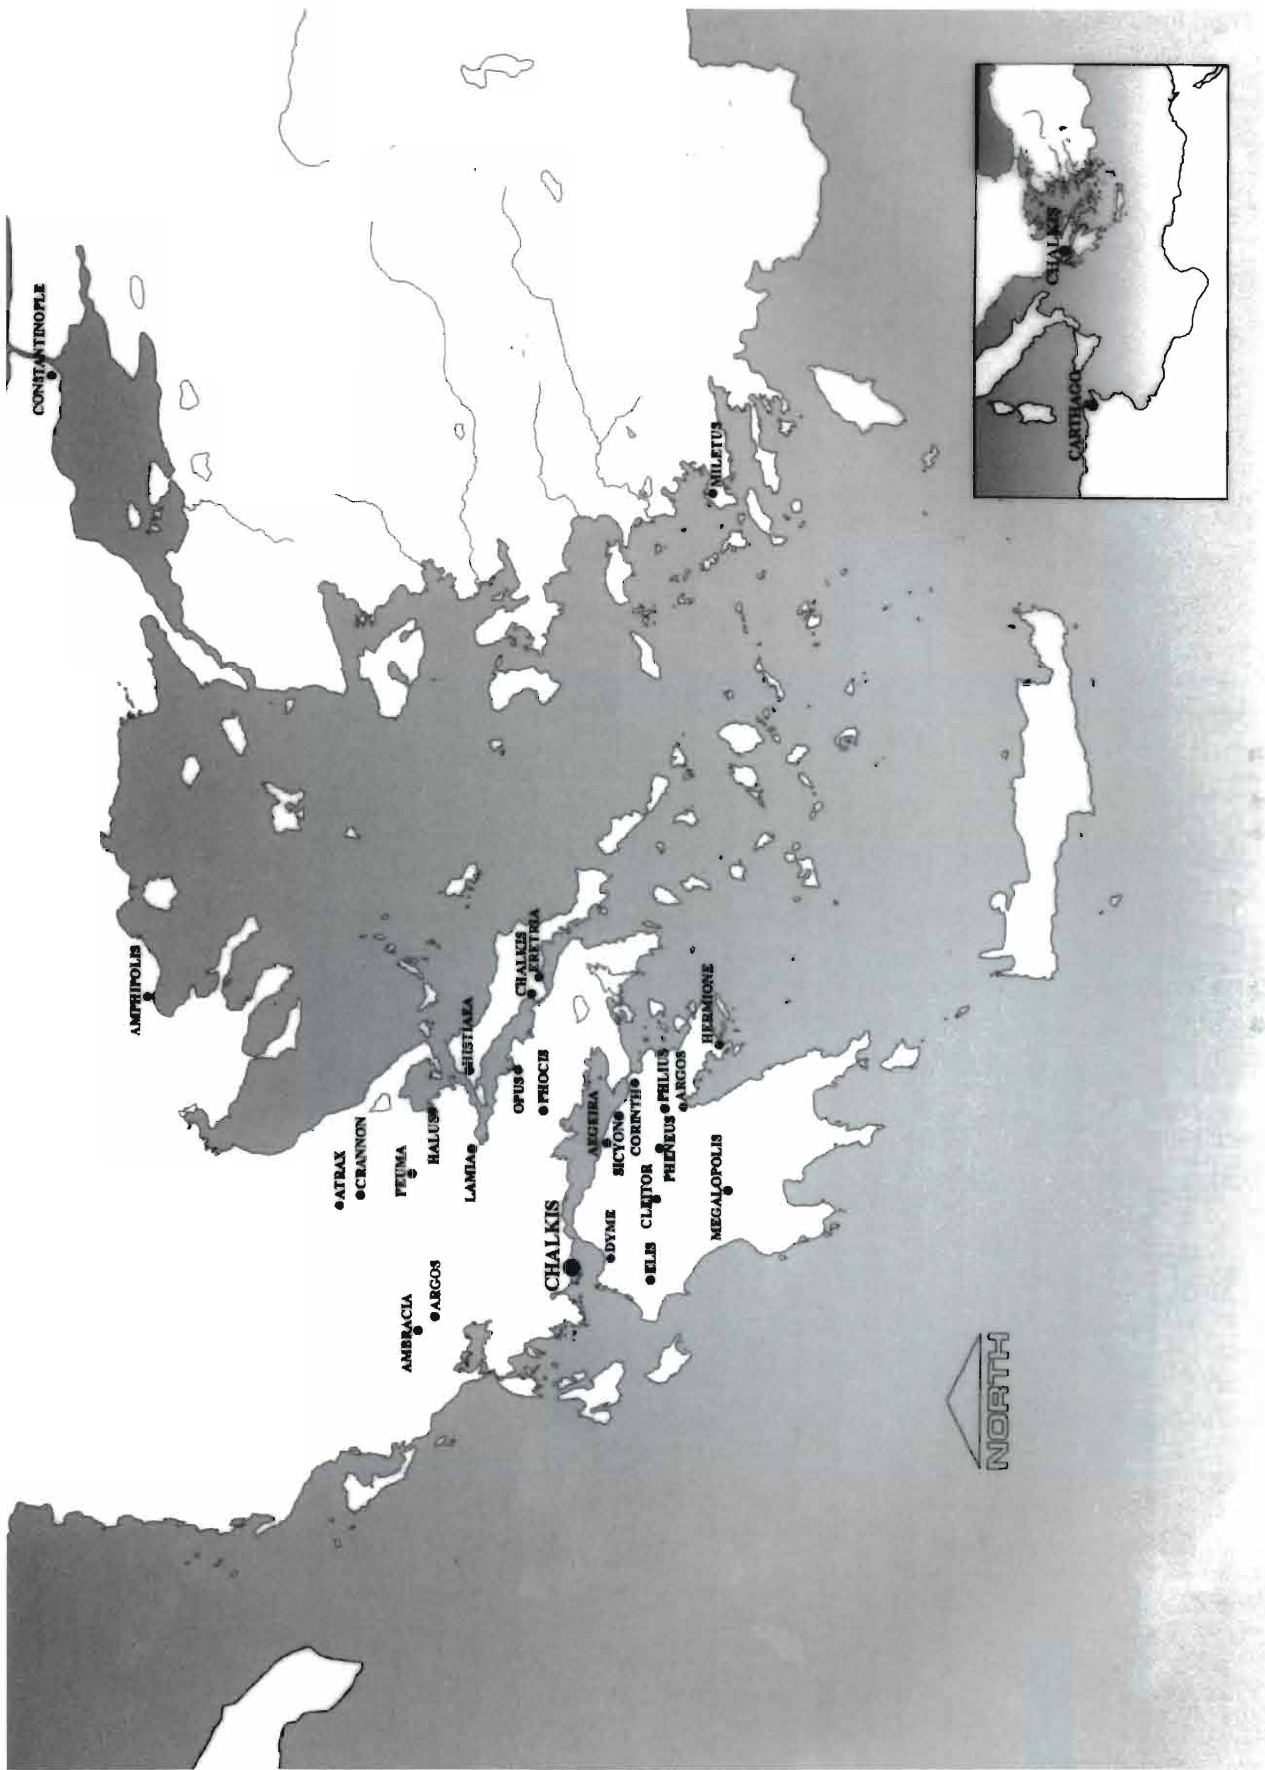 CONSTANTINOPLE
AMPHIPOLIS
ATRAX
CRANNON
PEUMA
HALUS
LAMIA
HISTIAEA
AMBRACIA
ARGOS
OPUS
PHOCIS
CHALKIS
ERETRIA
CHALKIS
AEGEIRA
SICYON
CORINTH
DYME
ELIS
CLEITOR
PHENEUS
PHLIUS
ARGOS
HERMIONE
MEGALOPOLIS
MILETUS
NORTH
CARTHAGO
CHALKIS